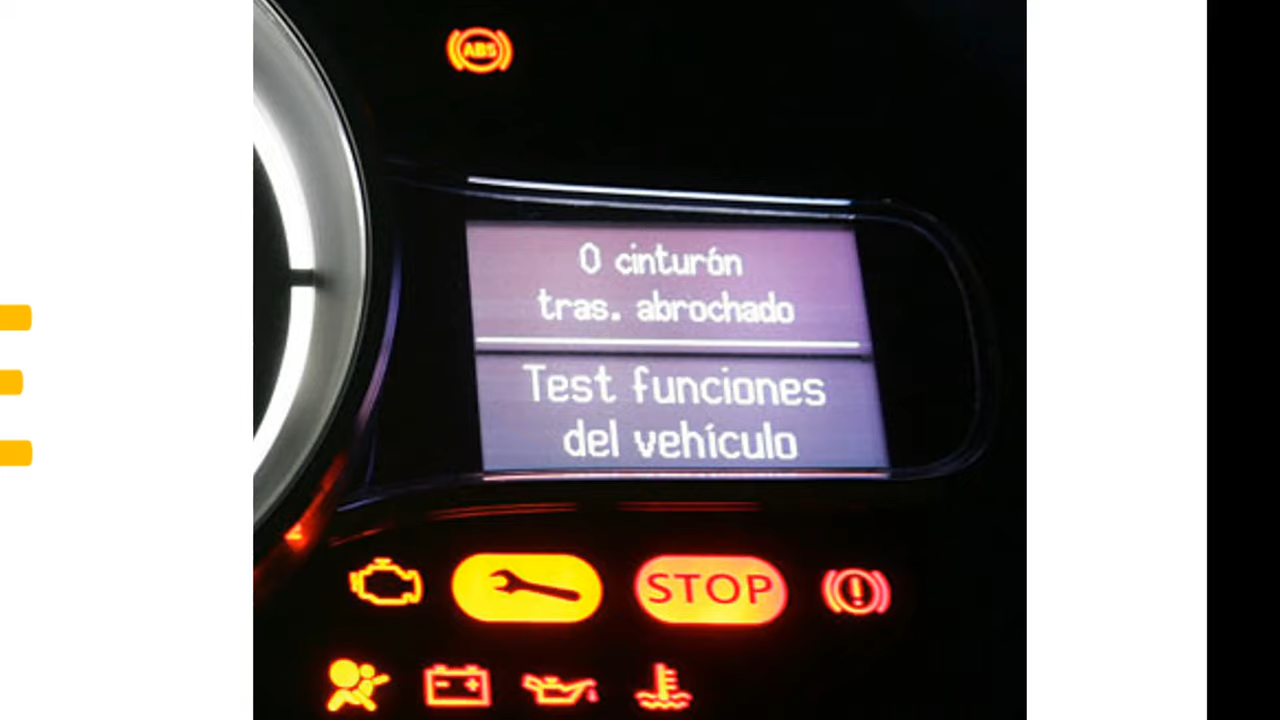 ABS
0 cinturón
tras. abrochado
Test funciones
del vehículo
STOP